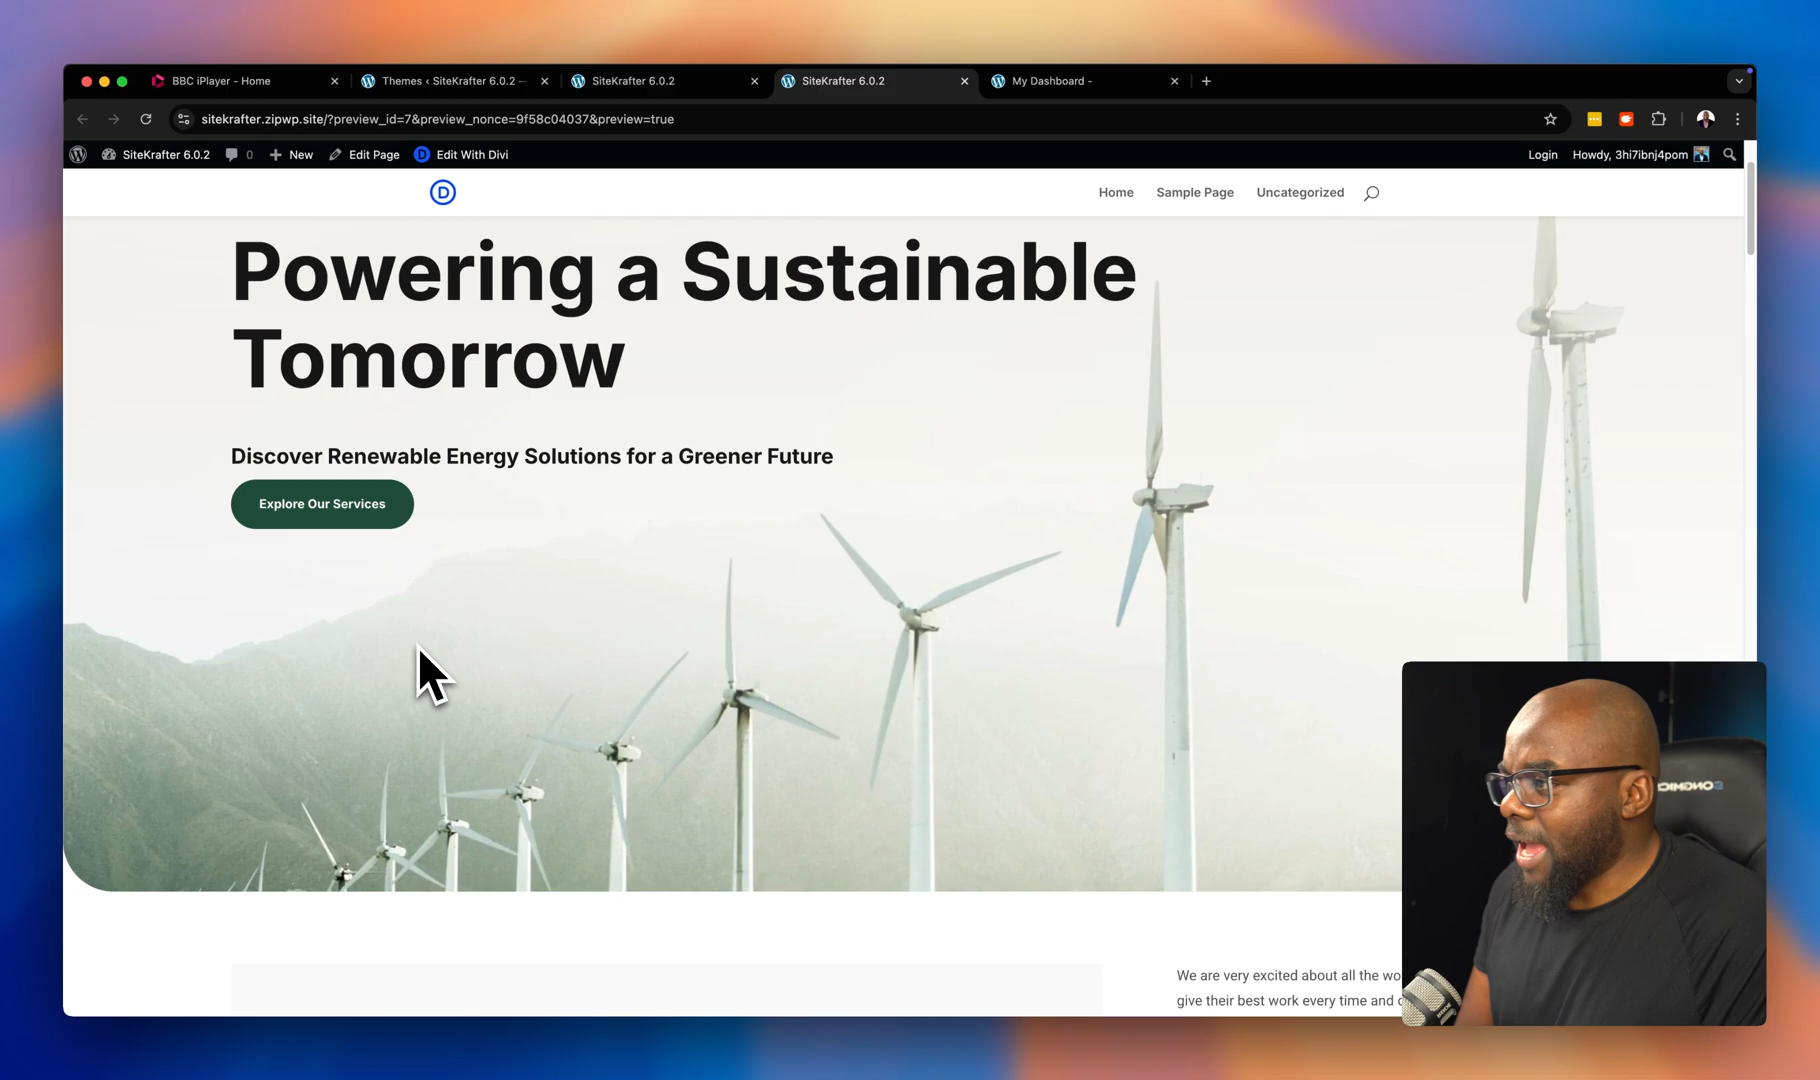 BBC iPlayer - Home
Themes ‹ SiteKrafter 6.0.2 —
SiteKrafter 6.0.2
SiteKrafter 6.0.2
My Dashboard -
sitekrafter.zipwp.site/?preview_id=7&preview_nonce=9f58c04037&preview=true
SiteKrafter 6.0.2
0
New
Edit Page
Edit With Divi
Login
Howdy, 3hi7ibnj4pom
D
Home
Sample Page
Uncategorized
Powering a Sustainable
Tomorrow
Discover Renewable Energy Solutions for a Greener Future
Explore Our Services
We are very excited about all the
give their best work every time and